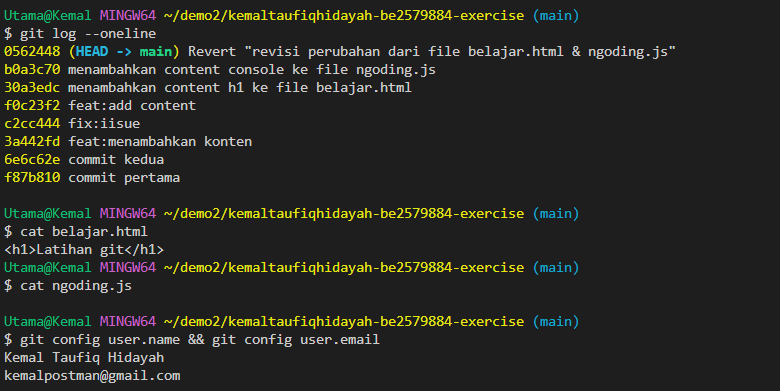 Utama@Kemal MINGW64 ~/demo2/kemaltaufiqhidayah-be2579884-exercise (main)
$ git log --oneline
0562448 (HEAD -> main) Revert "revisi perubahan dari file belajar.html & ngoding.js"
b0a3c70 menambahkan content console ke file ngoding.js
30a3edc menambahkan content h1 ke file belajar.html
f0c23f2 feat:add content
c2cc444 fix:iisue
3a442fd feat:menambahkan konten
6e6c62e commit kedua
f87b810 commit pertama
Utama@Kemal MINGW64 ~/demo2/kemaltaufiqhidayah-be2579884-exercise (main)
$ cat belajar.html
<h1>Latihan git</h1>
Utama@Kemal MINGW64 ~/demo2/kemaltaufiqhidayah-be2579884-exercise (main)
$ cat ngoding.js
Utama@Kemal MINGW64 ~/demo2/kemaltaufiqhidayah-be2579884-exercise (main)
$ git config user.name && git config user.email
Kemal Taufiq Hidayah
kemalpostman@gmail.com